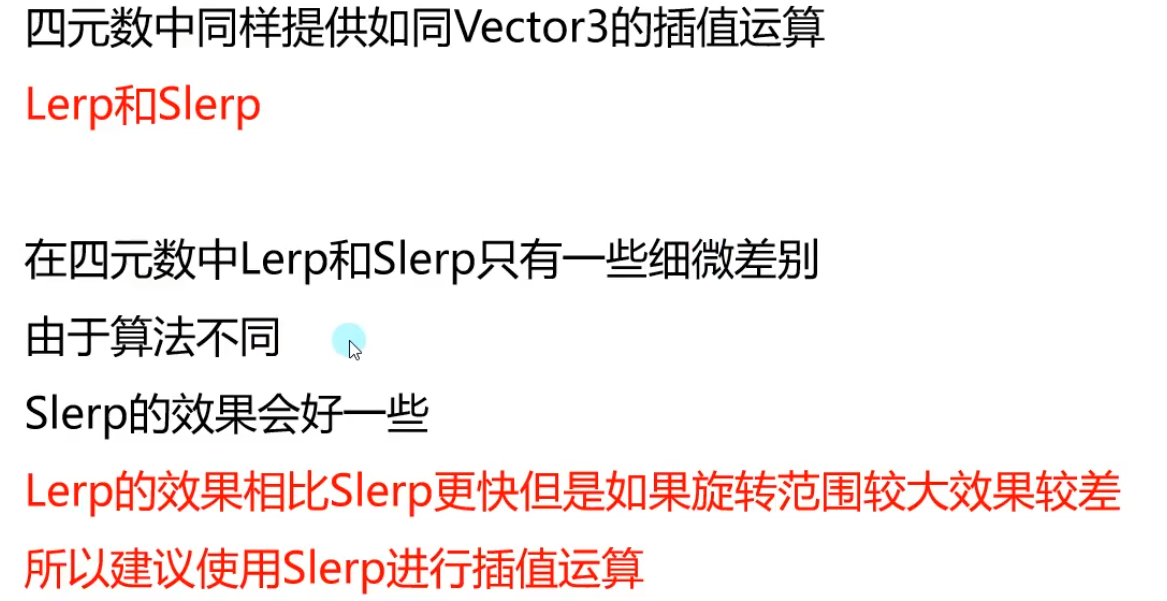 四元数中同样提供如同Vector3的插值运算
Lerp和Slerp
在四元数中Lerp和Slerp只有一些细微差别
由于算法不同
Slerp的效果会好一些
Lerp的效果相比Slerp更快但是如果旋转范围较大效果较差
所以建议使用Slerp进行插值运算